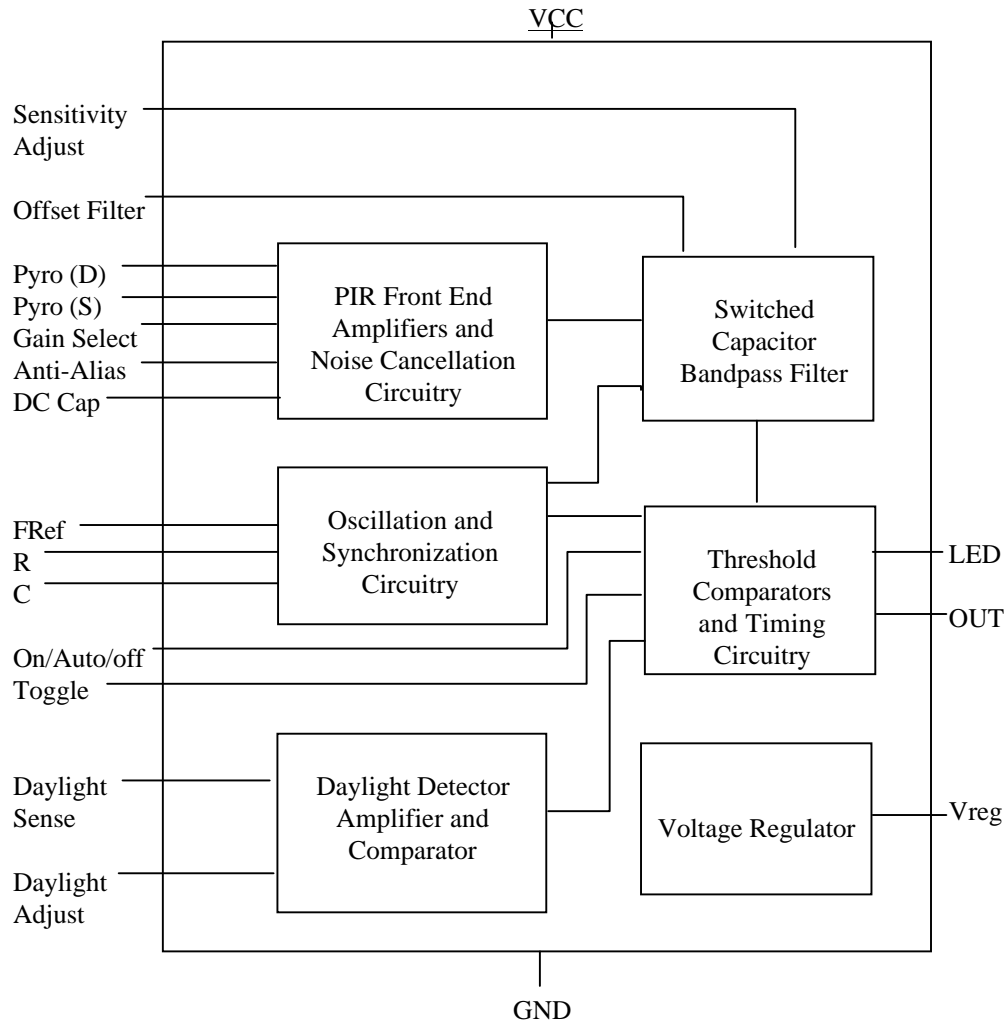 VCC
Sensitivity
Adjust
Offset Filter
Pyro (D)
Pyro (S)
Gain Select
Anti-Alias
DC Cap
PIR Front End
Amplifiers and
Noise Cancellation
Circuitry
Switched
Capacitor
Bandpass Filter
FRef
R
C
Oscillation and
Synchronization
Circuitry
Threshold
Comparators
and Timing
Circuitry
LED
OUT
On/Auto/off
Toggle
Daylight
Sense
Daylight
Adjust
Daylight Detector
Amplifier and
Comparator
Voltage Regulator
Vreg
GND